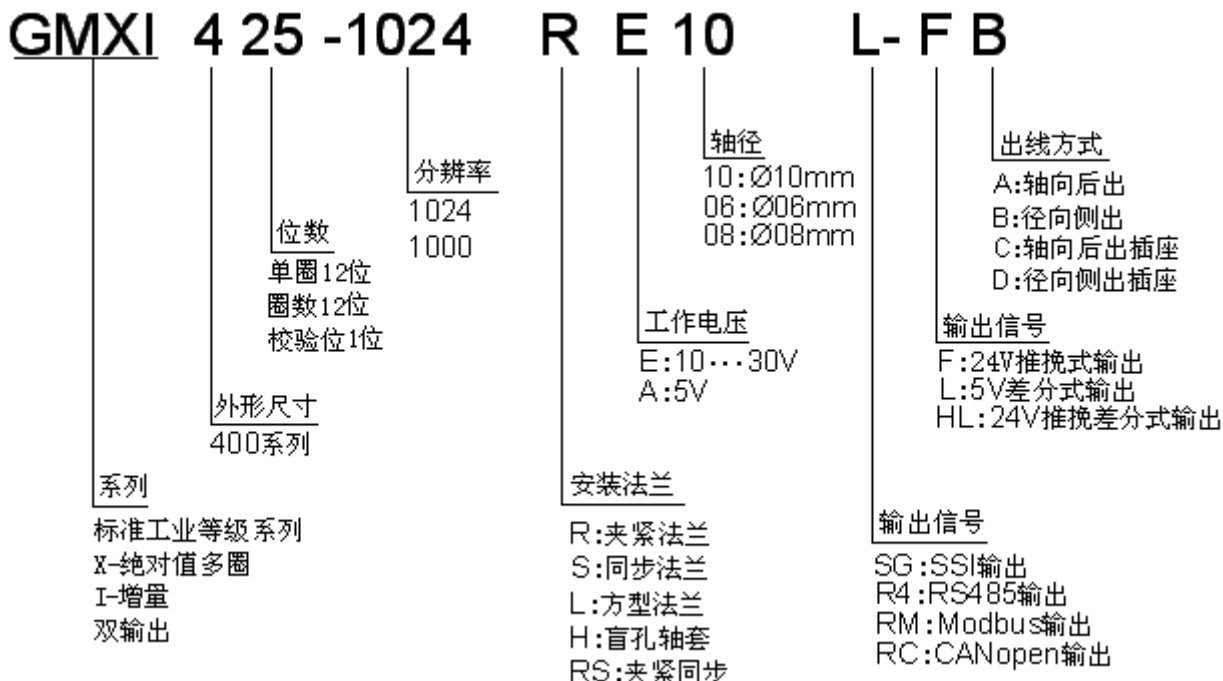 GMXI 4 25 -1024 R E 10 L- F B
系列
标准工业等级系列
X-绝对值多圈
I-增量
双输出
外形尺寸
400系列
位数
单圈12位
圈数12位
校验位1位
分辨率
1024
1000
安装法兰
R:夹紧法兰
S:同步法兰
L:方型法兰
H:盲孔轴套
RS:夹紧同步
工作电压
E:10···30V
A:5V
轴径
10:Ø10mm
06:Ø06mm
08:Ø08mm
输出信号
SG:SSI输出
R4:RS485输出
RM:Modbus输出
RC:CANopen输出
输出信号
F:24V推挽式输出
L:5V差分式输出
HL:24V推挽差分式输出
出线方式
A:轴向后出
B:径向侧出
C:轴向后出插座
D:径向侧出插座